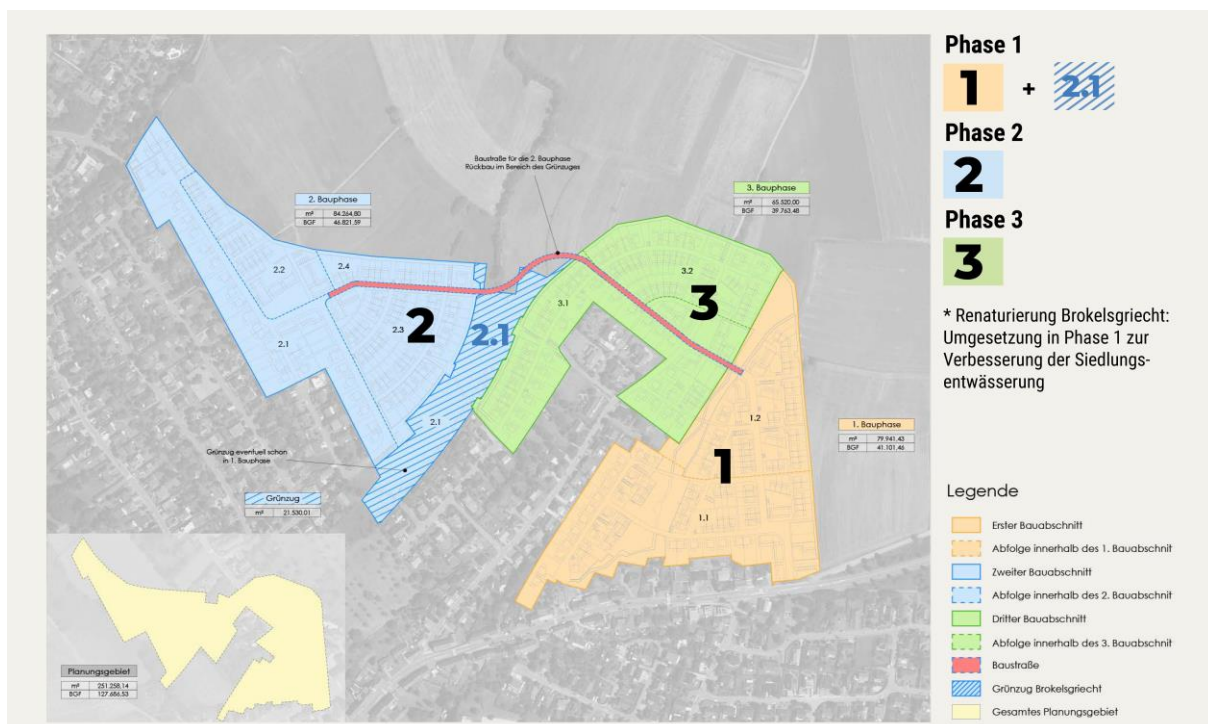 Phase 1
1 + 2.1
Phase 2
2
Phase 3
3
* Renaturierung Brokelsgriecht:
Umgesetzung in Phase 1 zur
Verbesserung der Siedlungs-
entwässerung
Baustraße für die 2. Bauphase
Rückbau im Bereich des Grünzuges
2. Bauphase
m² 84.264,80
BGF 46.821,59
3. Bauphase
m² 65.520,00
BGF 39.763,48
2.2
2.4
3.2
3.1
3
2
2.3
2.1
2.1
2.1
1.2
1. Bauphase
m² 79.941,43
BGF 41.101,46
1
1.1
Grünzug eventuell schon
in 1. Bauphase
Grünzug
m² 21.530,01
Planungsgebiet
m² 251.258,14
BGF 127.686,53
Legende
Erster Bauabschnitt
Abfolge innerhalb des 1. Bauabschnit
Zweiter Bauabschnitt
Abfolge innerhalb des 2. Bauabschnit
Dritter Bauabschnitt
Abfolge innerhalb des 3. Bauabschnit
Baustraße
Grünzug Brokelsgriecht
Gesamtes Planungsgebiet